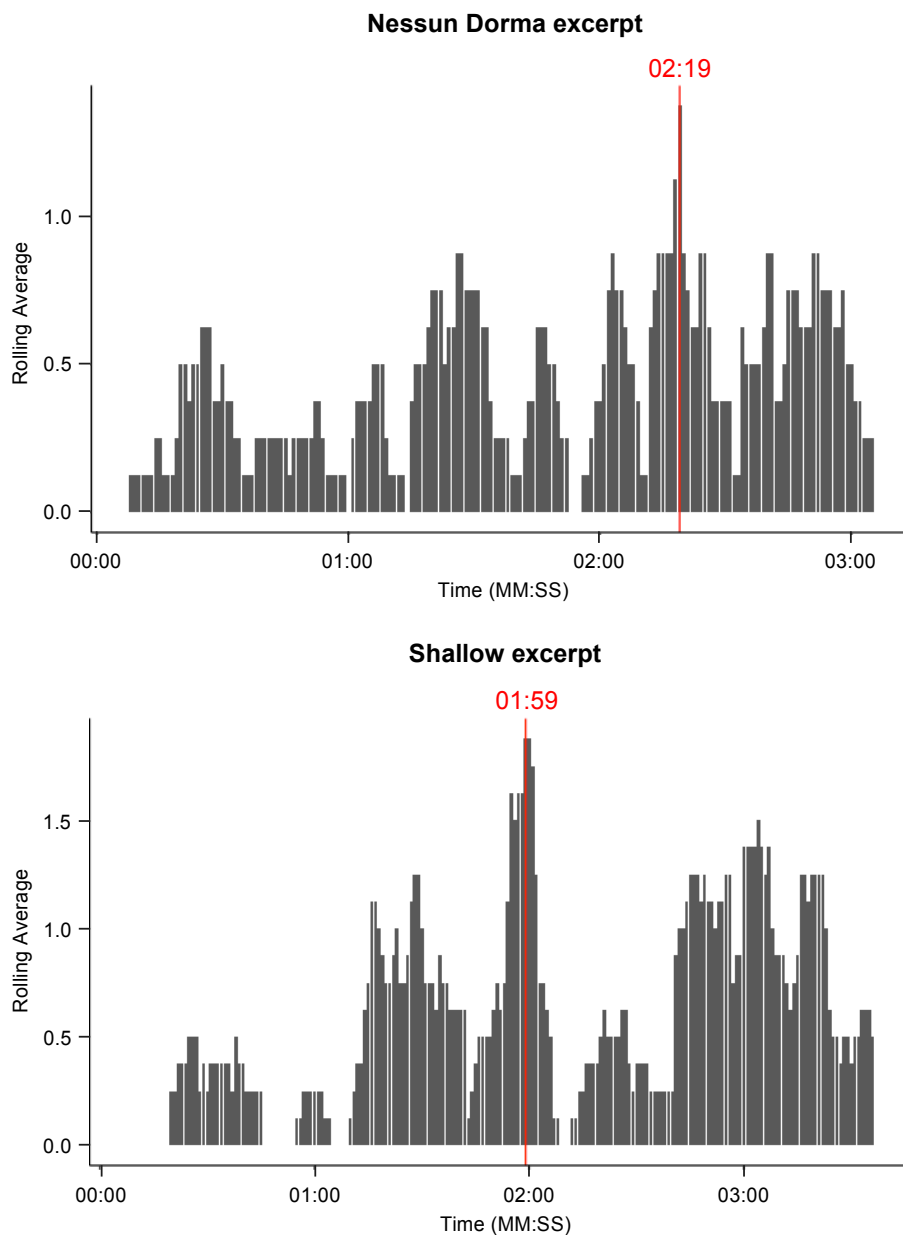 Nessun Dorma excerpt
02:19
1.0
0.5
0.0
Rolling Average
00:00 01:00 02:00 03:00
Time (MM:SS)
Shallow excerpt
01:59
1.5
1.0
0.5
0.0
Rolling Average
00:00 01:00 02:00 03:00
Time (MM:SS)